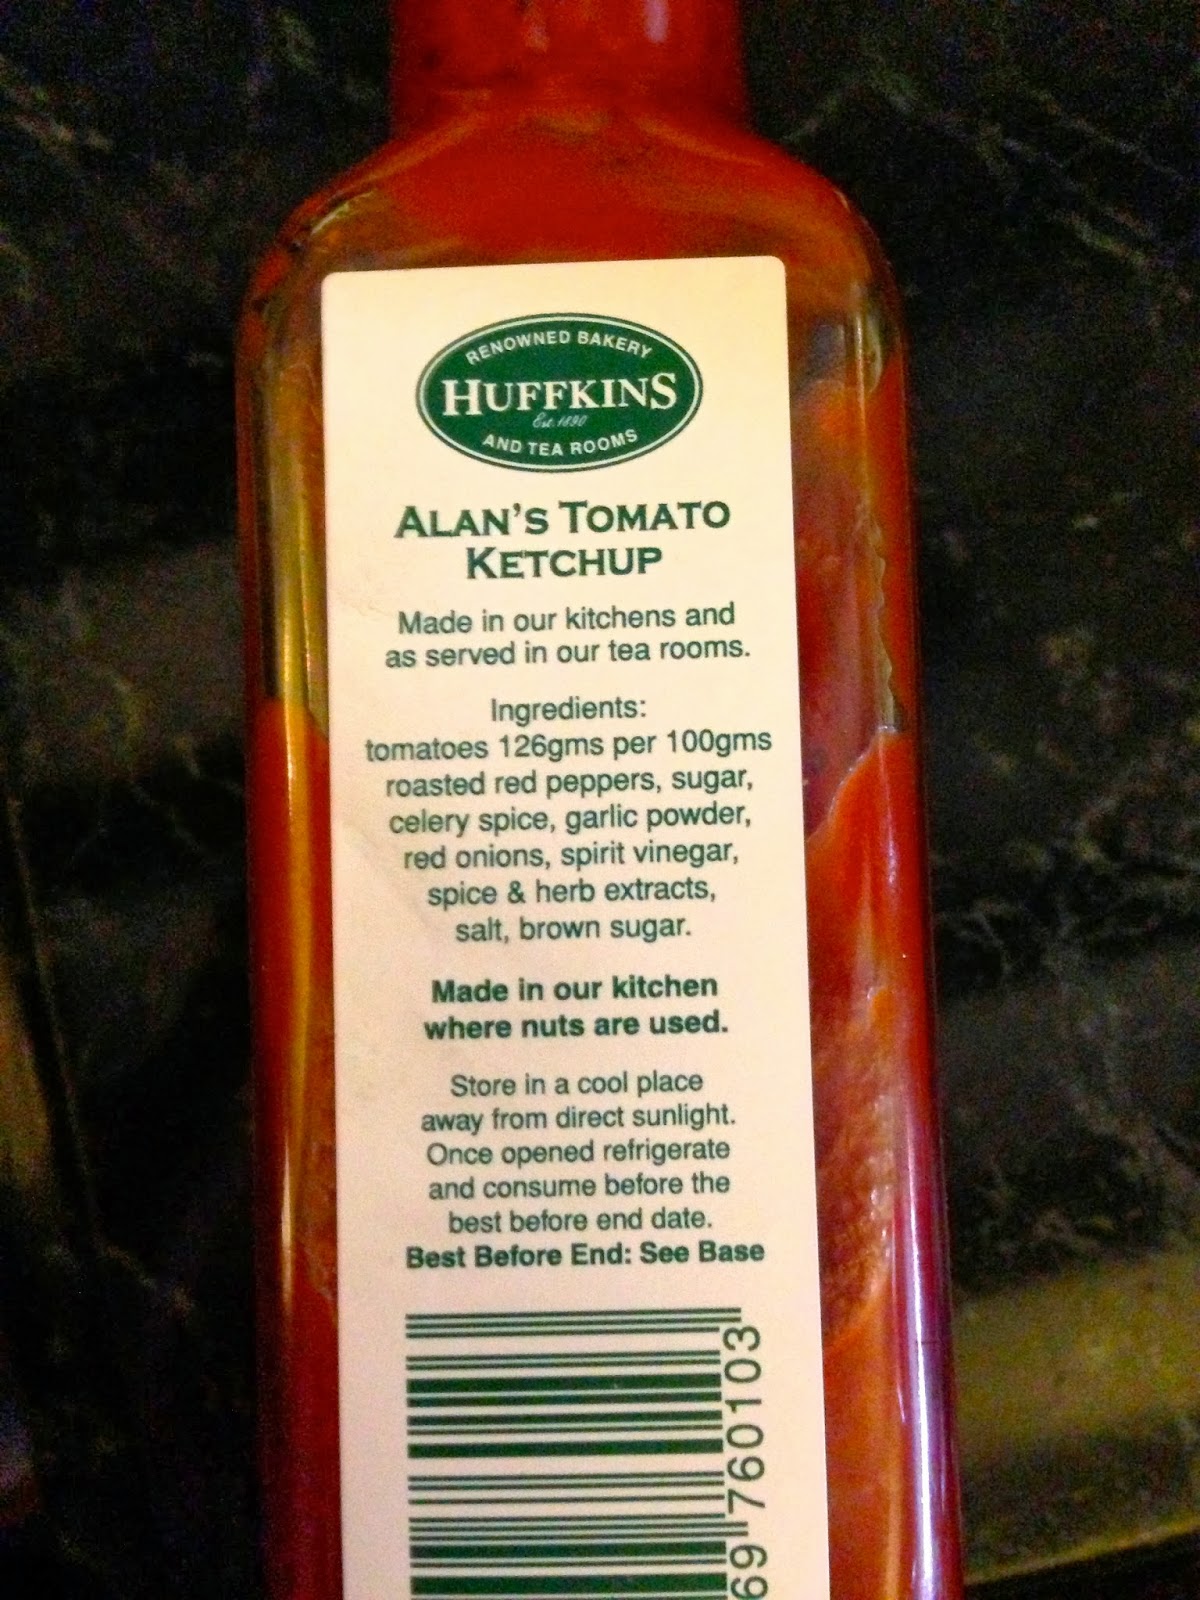 RENOWNED BAKERY
HUFFKINS
Est. 1890
AND TEA ROOMS
ALAN'S TOMATO
KETCHUP
Made in our kitchens and
as served in our tea rooms.
Ingredients:
tomatoes 126gms per 100gms
roasted red peppers, sugar,
celery spice, garlic powder,
red onions, spirit vinegar,
spice & herb extracts,
salt, brown sugar.
Made in our kitchen
where nuts are used.
Store in a cool place
away from direct sunlight.
Once opened refrigerate
and consume before the
best before end date.
Best Before End: See Base
69 760103